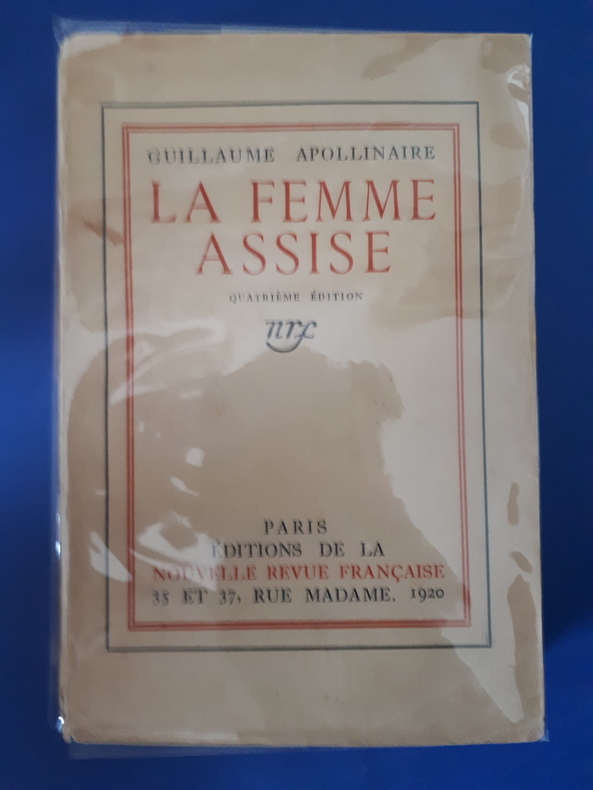 GUILLAUME APOLLINAIRE
LA FEMME
ASSISE
QUATRIÈME ÉDITION
nrf
PARIS
ÉDITIONS DE LA
NOUVELLE REVUE FRANÇAISE
35 ET 37, RUE MADAME. 1920